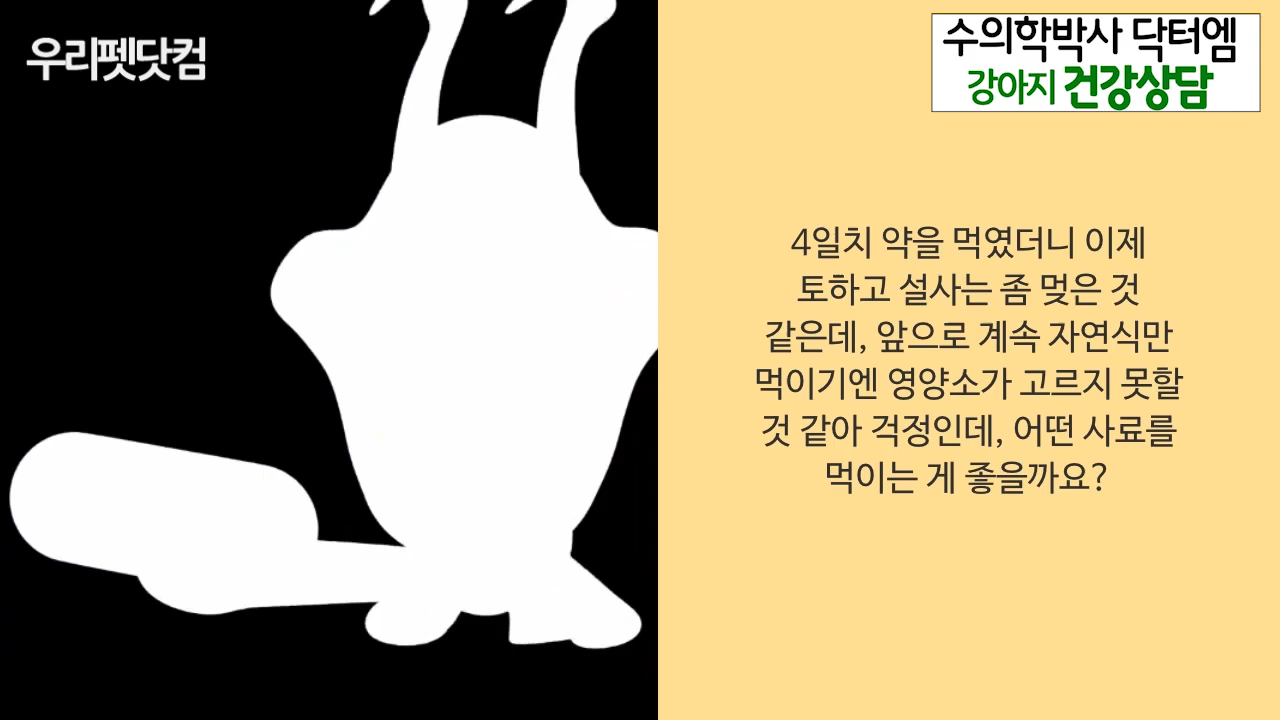 우리펫닷컴
수의학박사 닥터엠
강아지 건강상담
4일치 약을 먹였더니 이제
토하고 설사는 좀 멎은 것
같은데, 앞으로 계속 자연식만
먹이기엔 영양소가 고르지 못할
것 같아 걱정인데, 어떤 사료를
먹이는 게 좋을까요?